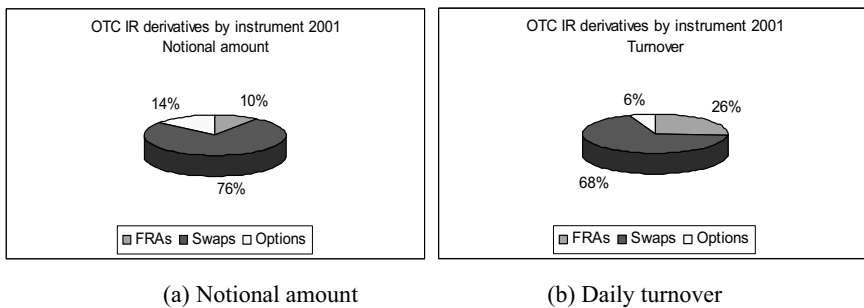 OTC IR derivatives by instrument 2001
Notional amount
14%
10%
76%
FRAs Swaps Options
(a) Notional amount
OTC IR derivatives by instrument 2001
Turnover
6%
26%
68%
FRAs Swaps Options
(b) Daily turnover